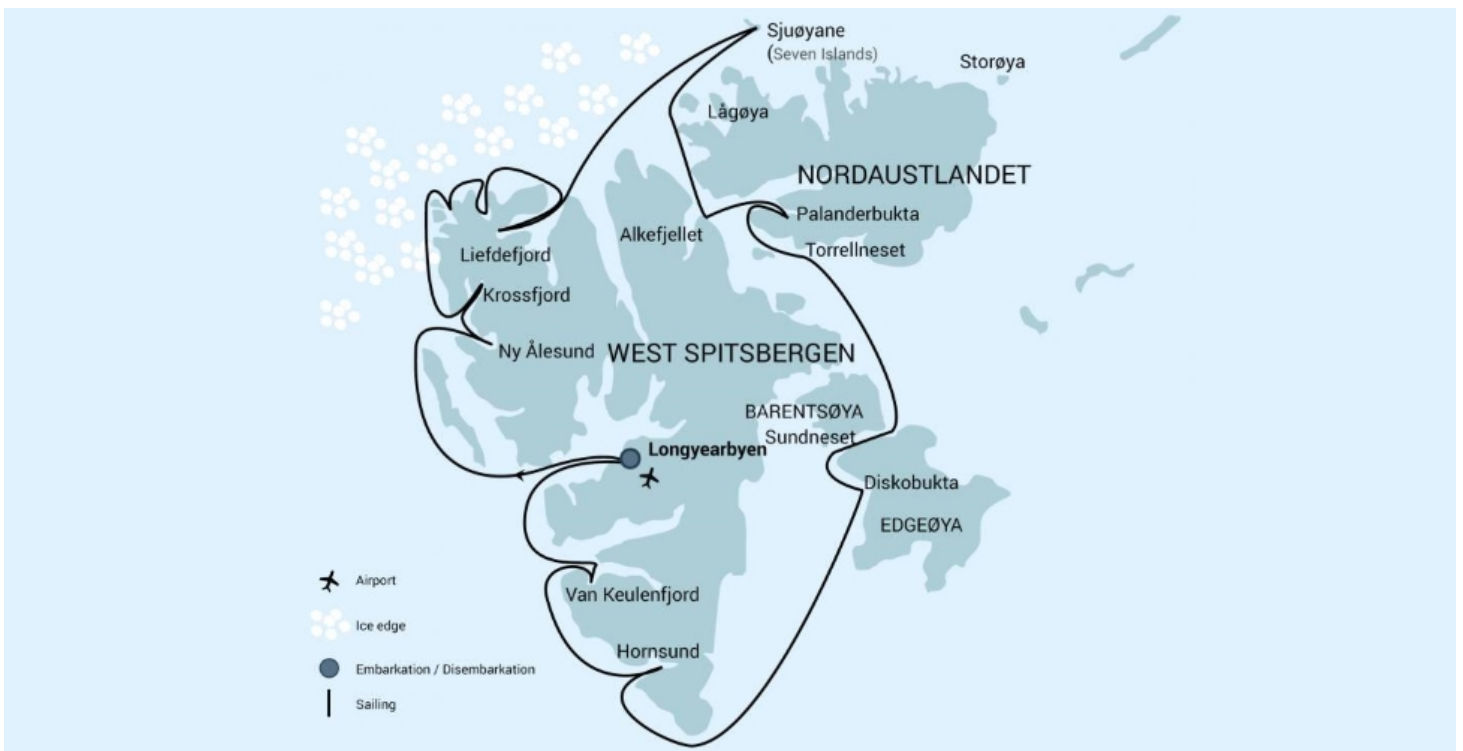 Sjuøyane
(Seven Islands)
Storøya
Lågøya
NORDAUSTLANDET
Palanderbukta
Alkefjellet
Torrellneset
Liefdefjord
Krossfjord
Ny Ålesund
WEST SPITSBERGEN
BARENTSØYA
Sundneset
Longyearbyen
Diskobukta
EDGEØYA
Airport
Van Keulenfjord
Ice edge
Hornsund
Embarkation / Disembarkation
Sailing